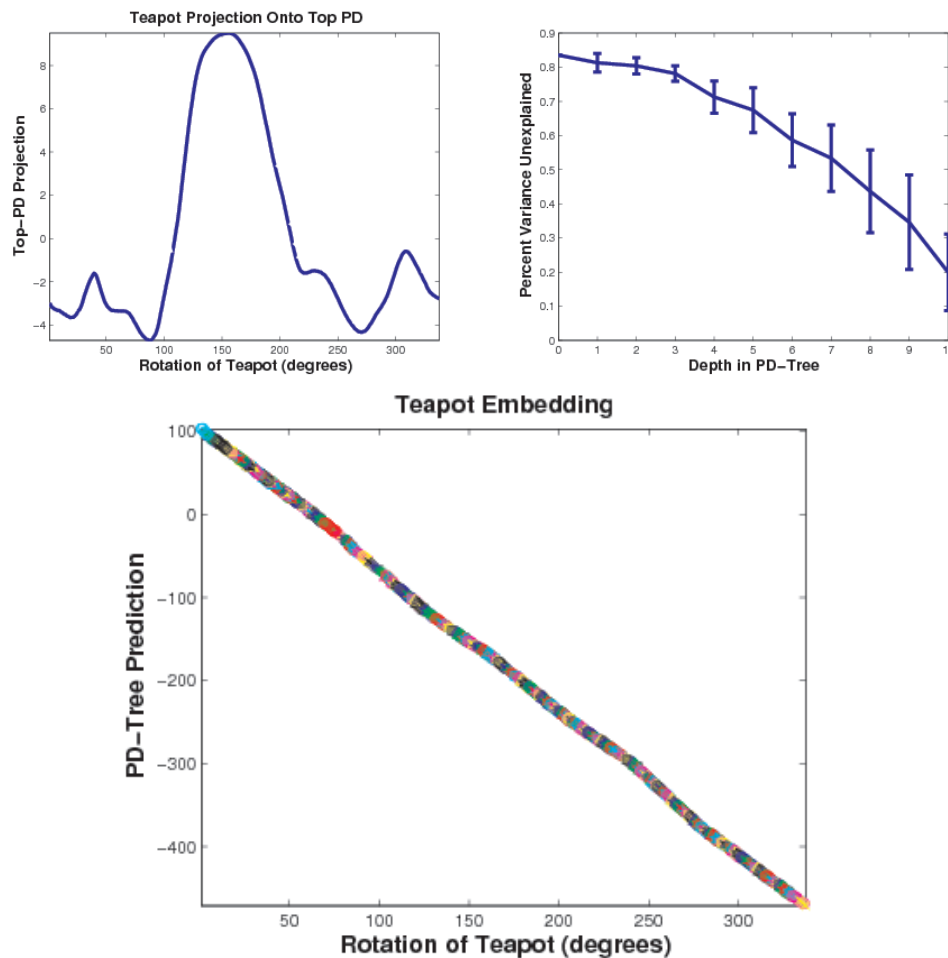 Teapot Projection Onto Top PD
Top-PD Projection
8
6
4
2
0
-2
-4
50 100 150 200 250 300
Rotation of Teapot (degrees)
Percent Variance Unexplained
0.9
0.8
0.7
0.6
0.5
0.4
0.3
0.2
0.1
0
0 1 2 3 4 5 6 7 8 9 1
Depth in PD-Tree
Teapot Embedding
PD-Tree Prediction
100
0
-100
-200
-300
-400
50 100 150 200 250 300
Rotation of Teapot (degrees)